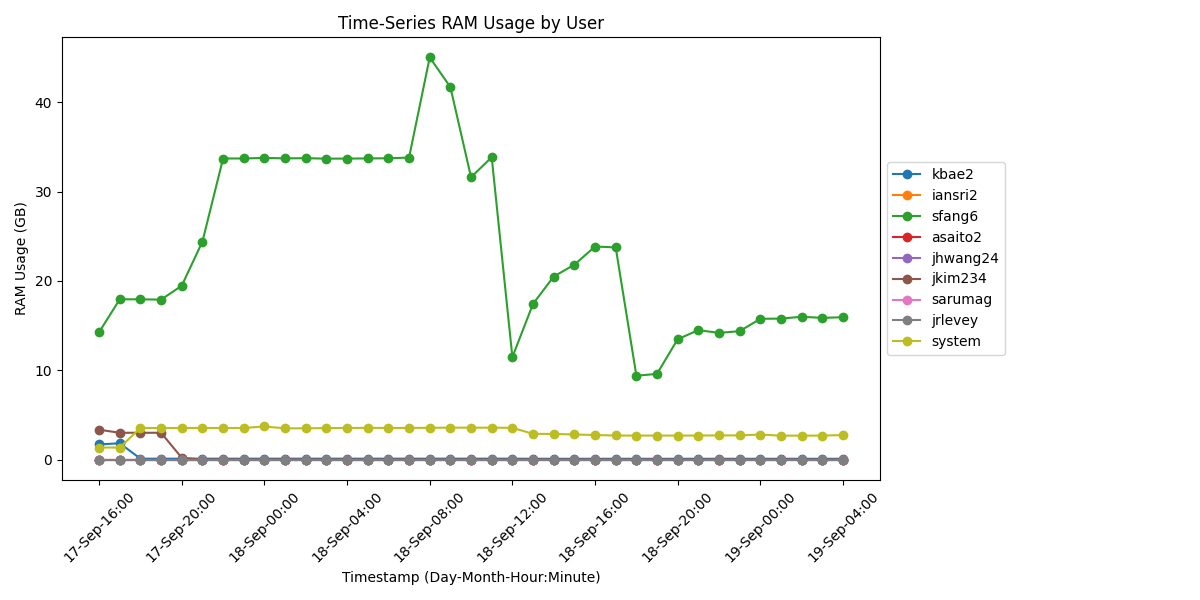 Time-Series RAM Usage by User
RAM Usage (GB)
40
30
20
10
0
17-Sep-16:00
17-Sep-20:00
18-Sep-00:00
18-Sep-04:00
18-Sep-08:00
18-Sep-12:00
18-Sep-16:00
18-Sep-20:00
19-Sep-00:00
19-Sep-04:00
Timestamp (Day-Month-Hour:Minute)
kbae2
iansri2
sfang6
asaito2
jhwang24
jkim234
sarumag
jrlevey
system